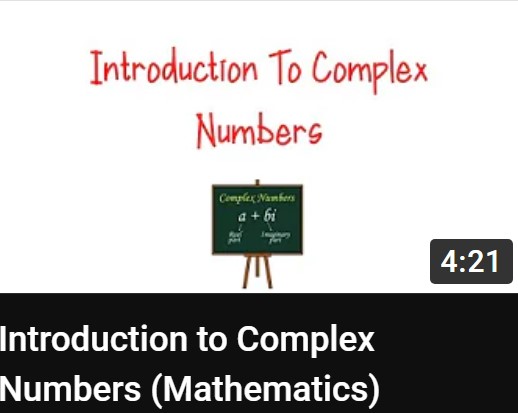 Introduction To Complex
Numbers
Complex Numbers
a + bi
Real Imaginary
part part
4:21
Introduction to Complex
Numbers (Mathematics)